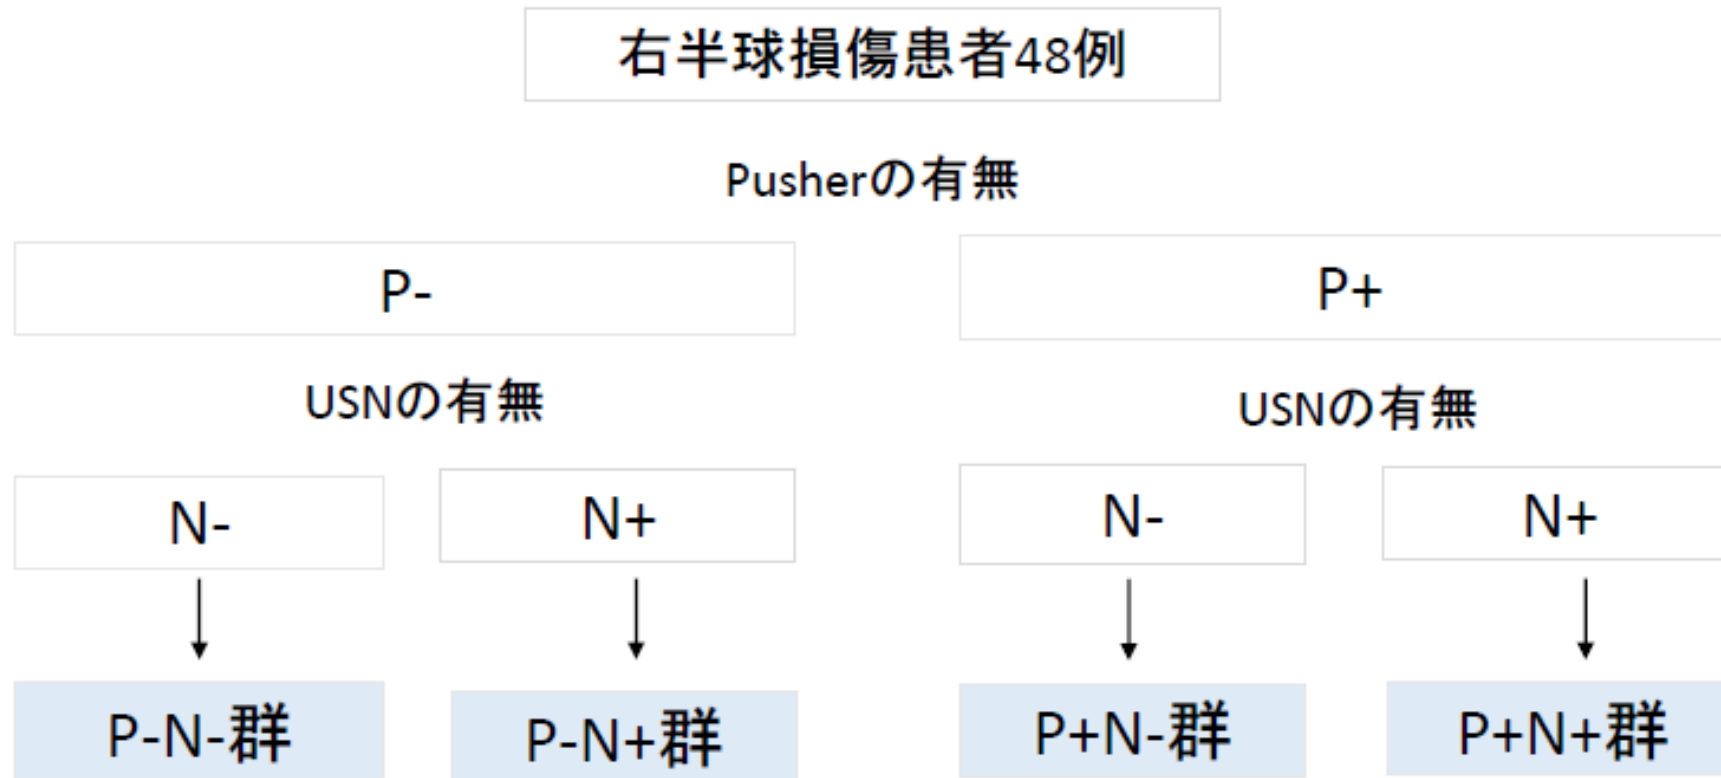 右半球損傷患者48例
Pusherの有無
P-
P+
USNの有無
USNの有無
N-
N+
N-
N+
P-N-群
P-N+群
P+N-群
P+N+群